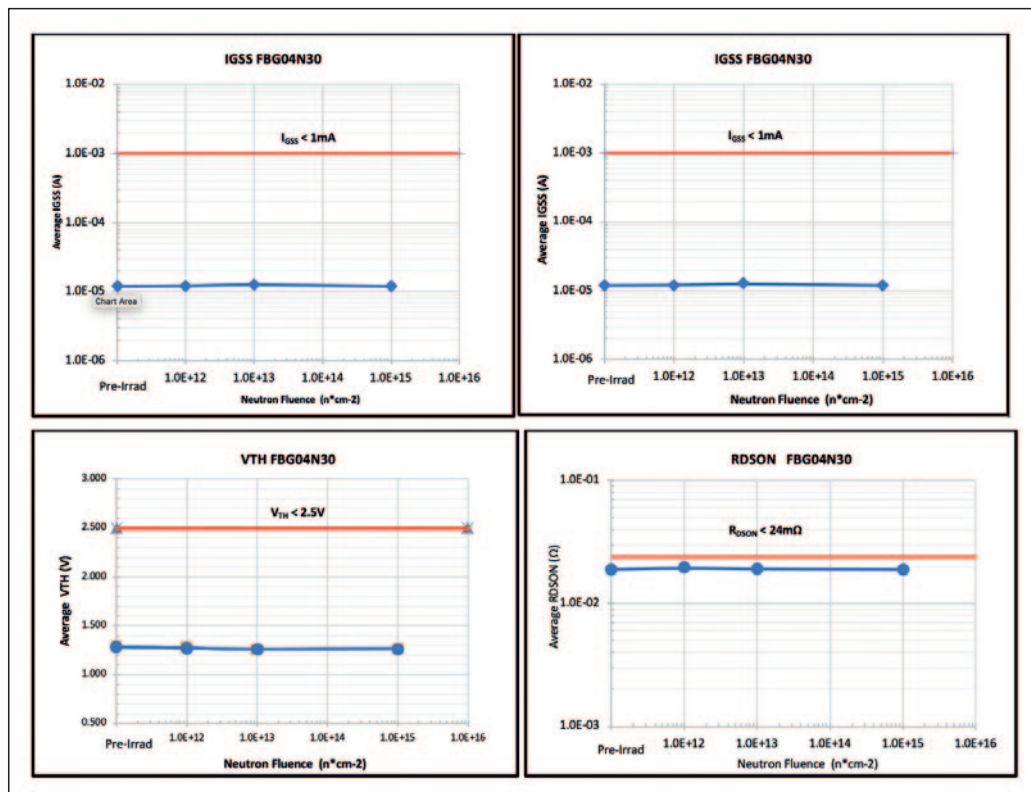 IGSS FBG04N30
1.0E-02
1.0E-03
1.0E-04
1.0E-05
1.0E-06
Average IGSS (A)
I_GSS < 1mA
Chart Area
Pre-Irrad
1.0E+12
1.0E+13
1.0E+14
1.0E+15
1.0E+16
Neutron Fluence (n*cm-2)
IGSS FBG04N30
1.0E-02
1.0E-03
1.0E-04
1.0E-05
1.0E-06
Average IGSS (A)
I_GSS < 1mA
Pre-Irrad
1.0E+12
1.0E+13
1.0E+14
1.0E+15
1.0E+16
Neutron Fluence (n*cm-2)
VTH FBG04N30
3.000
2.500
2.000
1.500
1.000
0.500
Average VTH (V)
V_TH < 2.5V
Pre-Irrad
1.0E+12
1.0E+13
1.0E+14
1.0E+15
1.0E+16
Neutron Fluence (n*cm-2)
RDSON FBG04N30
1.0E-01
1.0E-02
1.0E-03
Average RDSON (Ω)
R_DSON < 24mΩ
Pre-Irrad
1.0E+12
1.0E+13
1.0E+14
1.0E+15
1.0E+16
Neutron Fluence (n*cm-2)